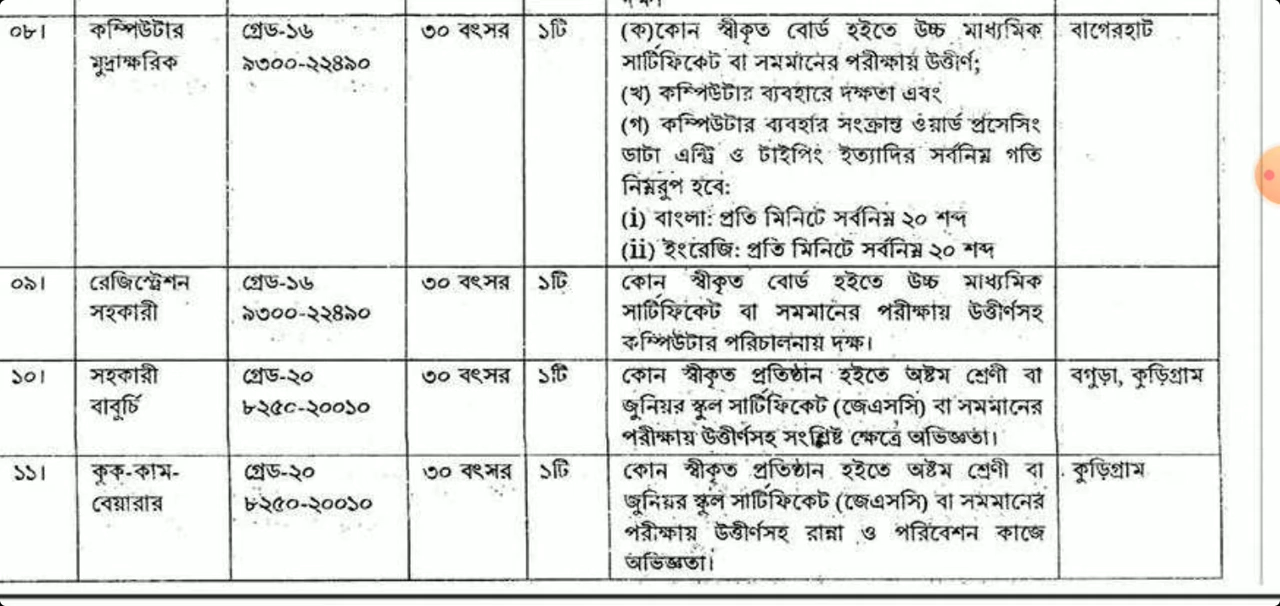 দক্ষ।
০৮। কম্পিউটার মুদ্রাক্ষরিক গ্রেড-১৬ ৯৩০০-২২৪৯০ ৩০ বৎসর ১টি (ক)কোন স্বীকৃত বোর্ড হইতে উচ্চ মাধ্যমিক বাগেরহাট
সার্টিফিকেট বা সমমানের পরীক্ষায় উত্তীর্ণ;
(খ) কম্পিউটার ব্যবহারে দক্ষতা এবং
(গ) কম্পিউটার ব্যবহার সংক্রান্ত ওয়ার্ড প্রসেসিং
ডাটা এন্ট্রি ও টাইপিং ইত্যাদির সর্বনিম্ন গতি
নিম্নরুপ হবে:
(i) বাংলা: প্রতি মিনিটে সর্বনিম্ন ২০ শব্দ
(ii) ইংরেজি: প্রতি মিনিটে সর্বনিম্ন ২০ শব্দ
০৯। রেজিস্ট্রেশন গ্রেড-১৬ ৩০ বৎসর ১টি কোন স্বীকৃত বোর্ড হইতে উচ্চ মাধ্যমিক
সহকারী ৯৩০০-২২৪৯০ সার্টিফিকেট বা সমমানের পরীক্ষায় উত্তীর্ণসহ
কম্পিউটার পরিচালনায় দক্ষ।
১০। সহকারী গ্রেড-২০ ৩০ বৎসর ১টি কোন স্বীকৃত প্রতিষ্ঠান হইতে অষ্টম শ্রেণী বা বগুড়া, কুড়িগ্রাম
বাবুর্চি ৮২৫০-২০০১০ জুনিয়র স্কুল সার্টিফিকেট (জেএসসি) বা সমমানের
পরীক্ষায় উত্তীর্ণসহ সংশ্লিষ্ট ক্ষেত্রে অভিজ্ঞতা।
১১। কুক-কাম- গ্রেড-২০ ৩০ বৎসর ১টি কোন স্বীকৃত প্রতিষ্ঠান হইতে অষ্টম শ্রেণী বা কুড়িগ্রাম
বেয়ারার ৮২৫০-২০০১০ জুনিয়র স্কুল সার্টিফিকেট (জেএসসি) বা সমমানের
পরীক্ষায় উত্তীর্ণসহ রান্না ও পরিবেশন কাজে
অভিজ্ঞতা।